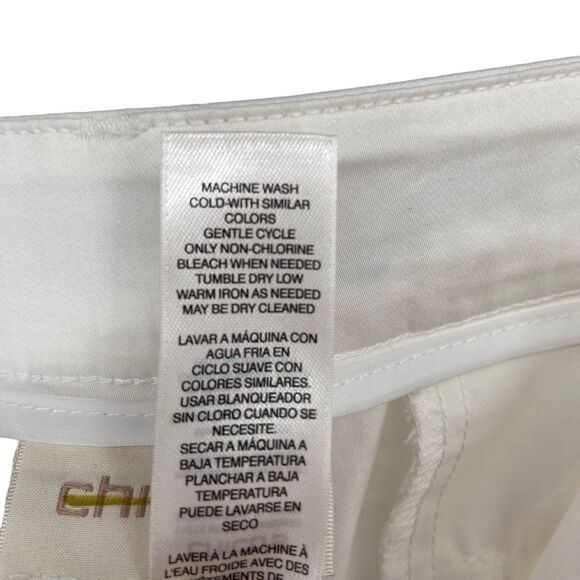 MACHINE WASH
COLD-WITH SIMILAR
COLORS
GENTLE CYCLE
ONLY NON-CHLORINE
BLEACH WHEN NEEDED
TUMBLE DRY LOW
WARM IRON AS NEEDED
MAY BE DRY CLEANED
LAVAR A MÁQUINA CON
AGUA FRIA EN
CICLO SUAVE CON
COLORES SIMILARES.
USAR BLANQUEADOR
SIN CLORO CUANDO SE
NECESITE.
SECAR A MÁQUINA A
BAJA TEMPERATURA
PLANCHAR A BAJA
TEMPERATURA
PUEDE LAVARSE EN
SECO
LAVER À LA MACHINE À
L'EAU FROIDE AVEC DES
VÊTEMENTS DE